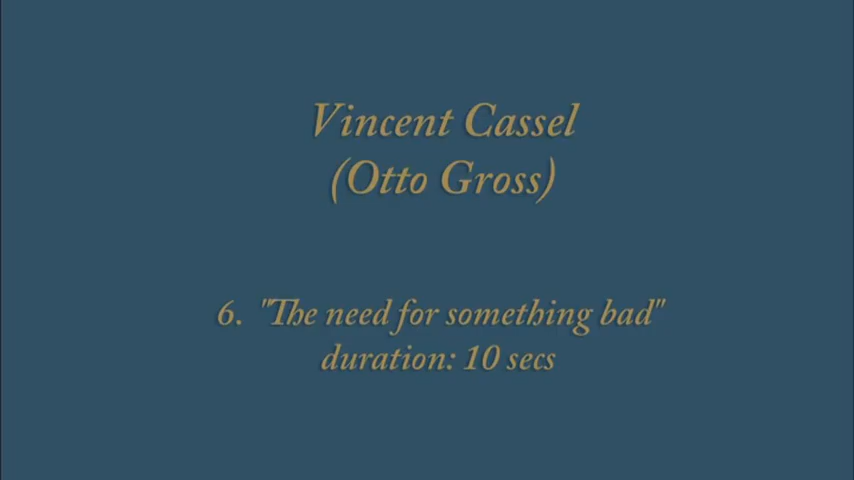 Vincent Cassel
(Otto Gross)
6. "The need for something bad"
duration: 10 secs